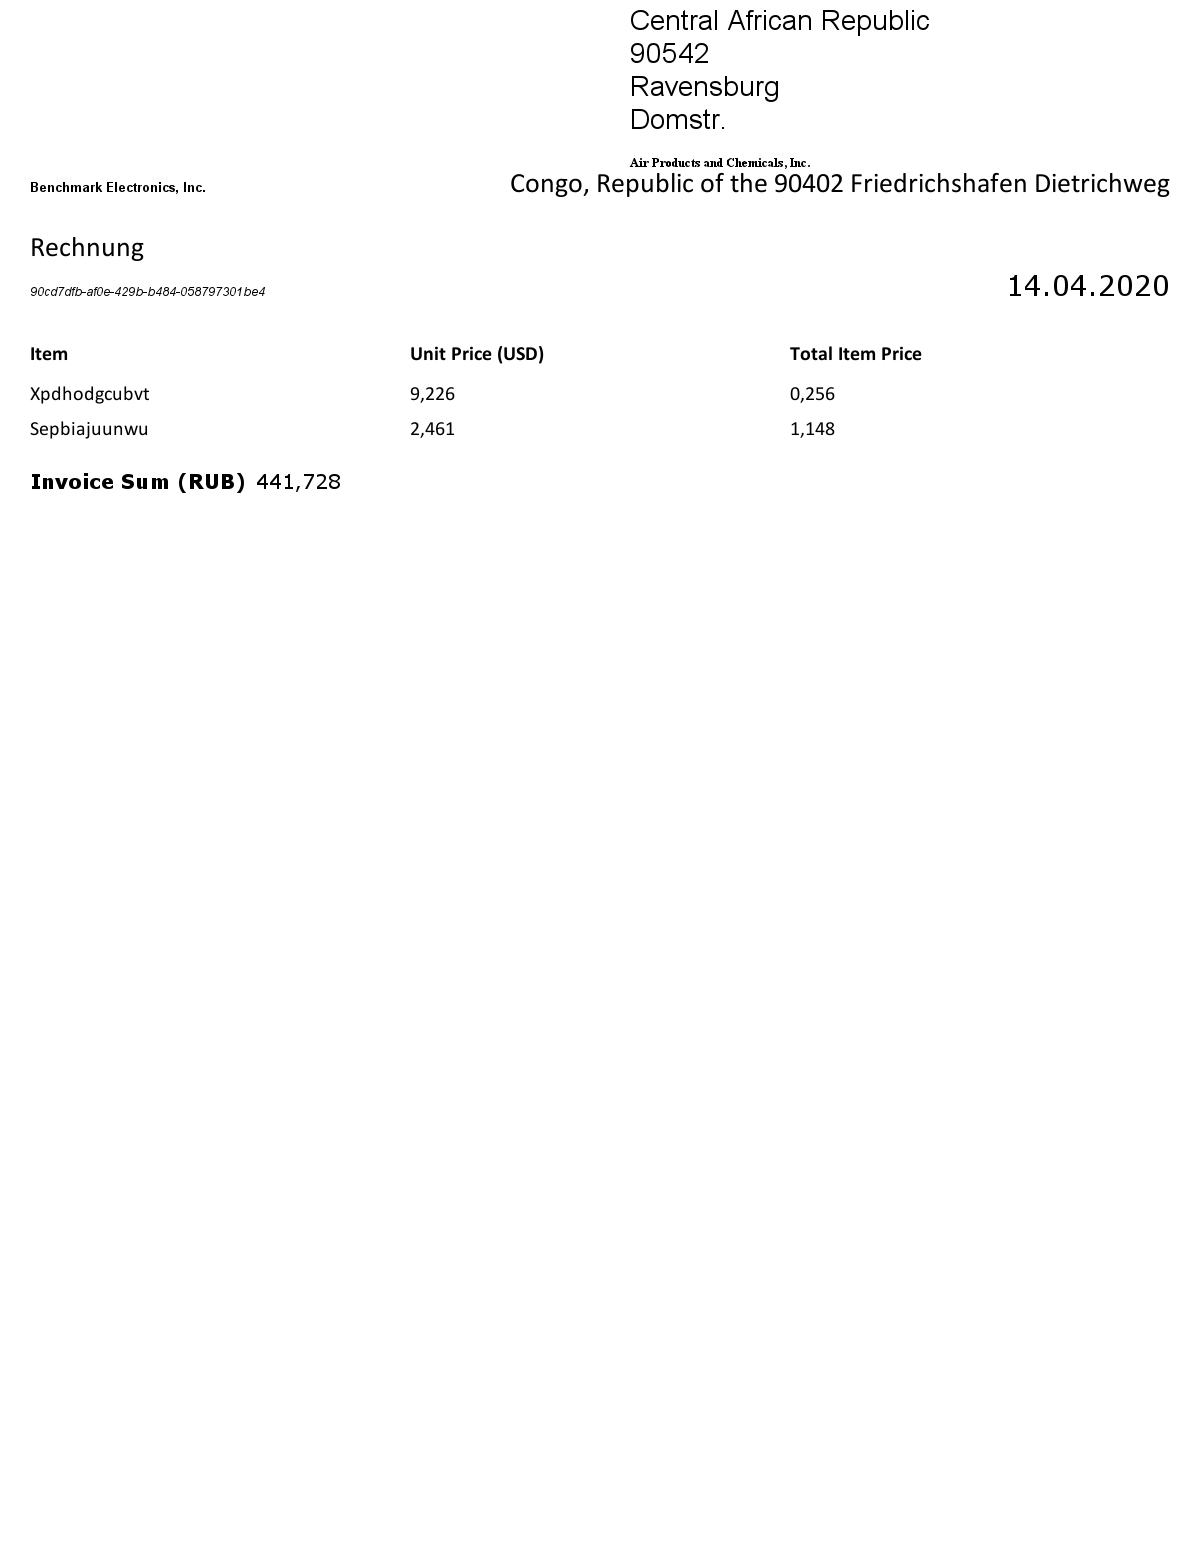 Central African Republic
90542
Ravensburg
Domstr.
Air Products and Chemicals, Inc.
Benchmark Electronics, Inc.
Congo, Republic of the 90402 Friedrichshafen Dietrichweg
Rechnung
90cd7dfb-af0e-429b-b484-058797301be4
14.04.2020
Item Unit Price (USD) Total Item Price
Xpdhodgcubvt 9,226 0,256
Sepbiajuunwu 2,461 1,148
Invoice Sum (RUB) 441,728